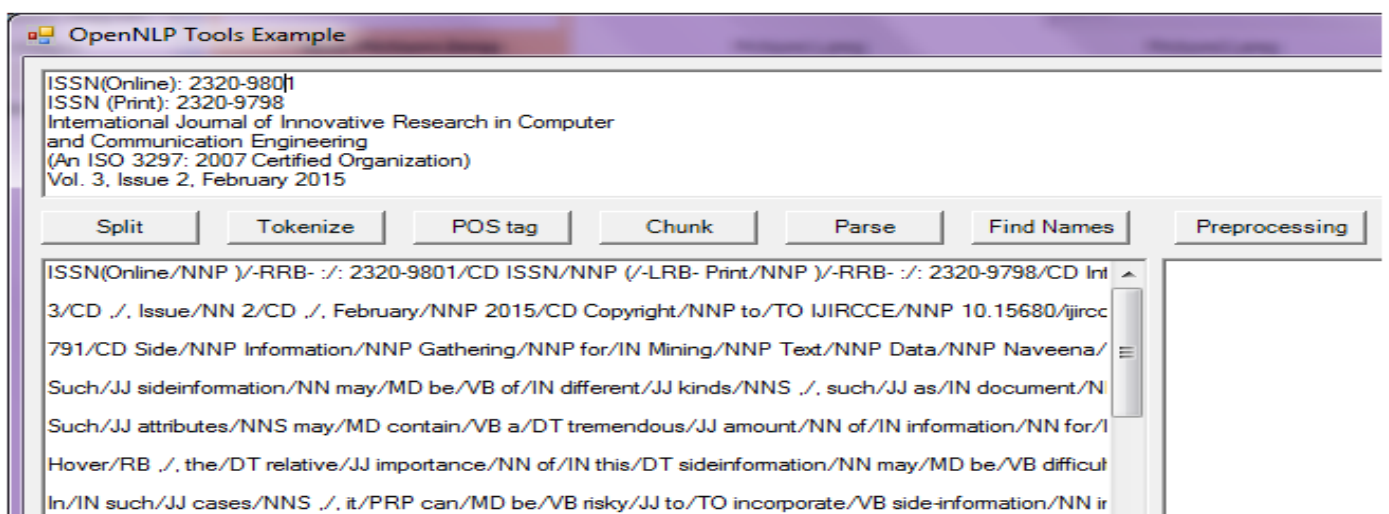 OpenNLP Tools Example
ISSN(Online): 2320-9801
ISSN (Print): 2320-9798
International Journal of Innovative Research in Computer
and Communication Engineering
(An ISO 3297: 2007 Certified Organization)
Vol. 3, Issue 2, February 2015
Split Tokenize POS tag Chunk Parse Find Names Preprocessing
ISSN(Online/NNP )/-RRB- :/: 2320-9801/CD ISSN/NNP (/-LRB- Print/NNP )/-RRB- :/: 2320-9798/CD Int
3/CD ,/, Issue/NN 2/CD ,/, February/NNP 2015/CD Copyright/NNP to/TO IJIRCCE/NNP 10.15680/ijircc
791/CD Side/NNP Information/NNP Gathering/NNP for/IN Mining/NNP Text/NNP Data/NNP Naveena/
Such/JJ sideinformation/NN may/MD be/VB of/IN different/JJ kinds/NNS ,/, such/JJ as/IN document/N
Such/JJ attributes/NNS may/MD contain/VB a/DT tremendous/JJ amount/NN of/IN information/NN for/I
Hover/RB ,/, the/DT relative/JJ importance/NN of/IN this/DT sideinformation/NN may/MD be/VB difficul
In/IN such/JJ cases/NNS ,/, it/PRP can/MD be/VB risky/JJ to/TO incorporate/VB side-information/NN ir